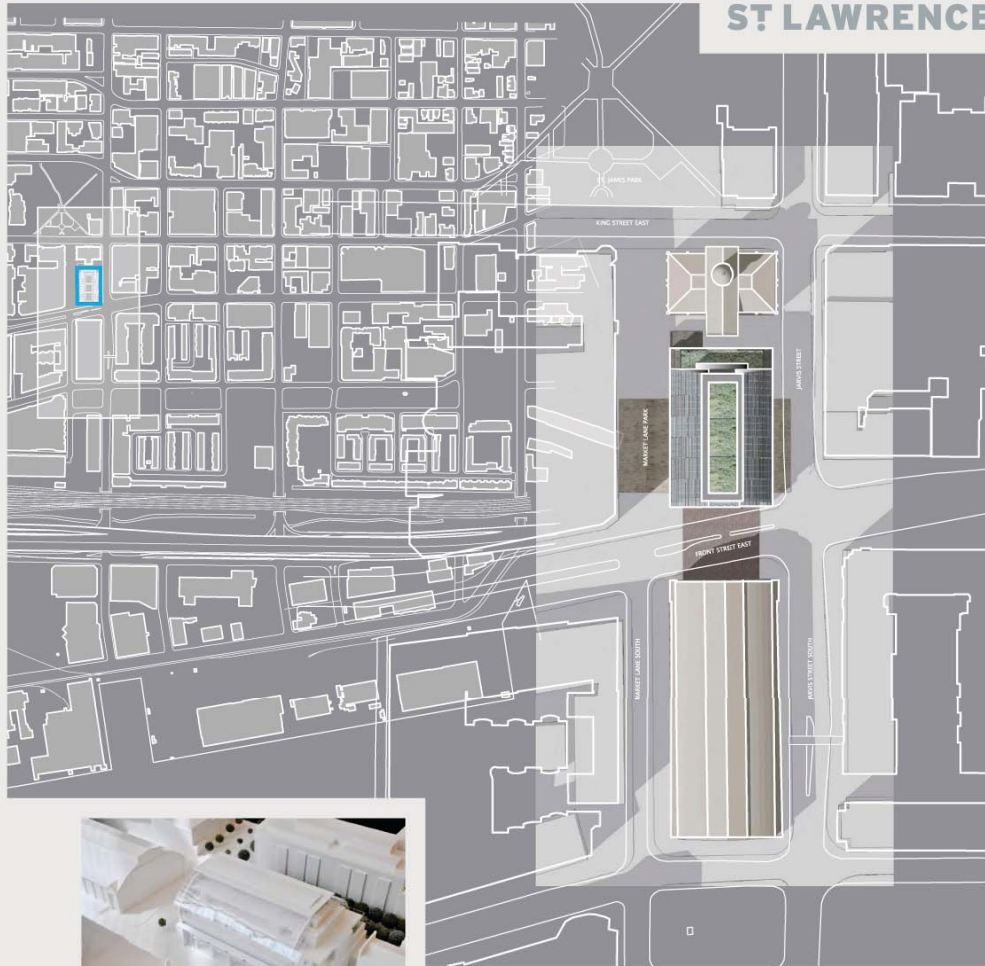 ST LAWRENCE
ST. JAMES PARK
KING STREET EAST
JARVIS STREET
MARKET LANE PARK
FRONT STREET EAST
MARKET LANE SOUTH
JARVIS STREET SOUTH